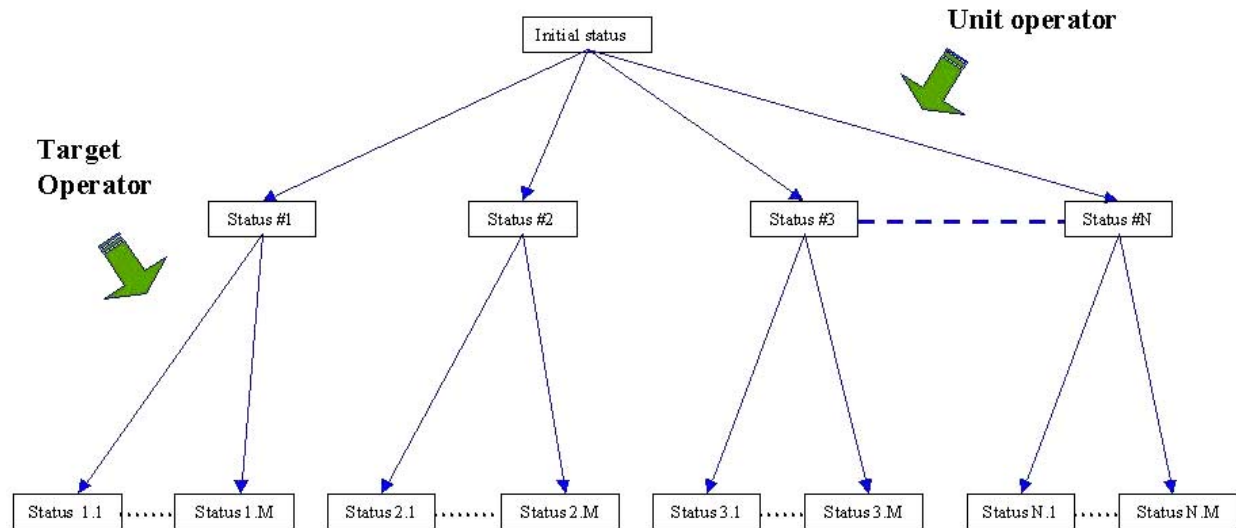 Unit operator
Initial status
Target
Operator
Status #1
Status #2
Status #3
Status #N
Status 1.1
Status 1.M
Status 2.1
Status 2.M
Status 3.1
Status 3.M
Status N.1
Status N.M